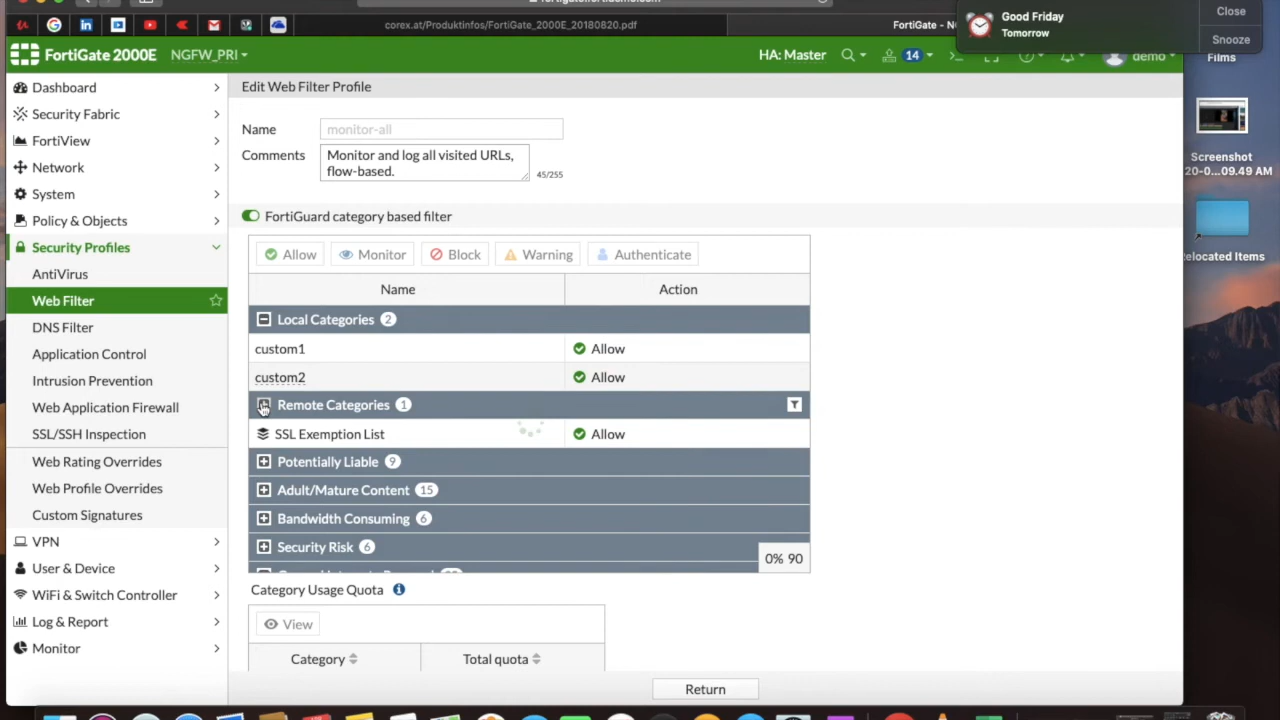 corex.at/Produktinfos/FortiGate_2000E_20180820.pdf
Good Friday
Tomorrow
Close
Snooze
FortiGate 2000E
NGFW_PRI
HA: Master
14
demo
Films
Dashboard
Security Fabric
FortiView
Network
System
Policy & Objects
Security Profiles
AntiVirus
Web Filter
DNS Filter
Application Control
Intrusion Prevention
Web Application Firewall
SSL/SSH Inspection
Web Rating Overrides
Web Profile Overrides
Custom Signatures
VPN
User & Device
WiFi & Switch Controller
Log & Report
Monitor
Edit Web Filter Profile
Name
monitor-all
Comments
Monitor and log all visited URLs,
flow-based.
45/255
FortiGuard category based filter
Allow Monitor Block Warning Authenticate
Name Action
Local Categories 2
custom1 Allow
custom2 Allow
Remote Categories 1
SSL Exemption List Allow
Potentially Liable 9
Adult/Mature Content 15
Bandwidth Consuming 6
Security Risk 6
0% 90
Category Usage Quota
View
Category Total quota
Return
Screenshot
20-0...09.49 AM
elocated Items